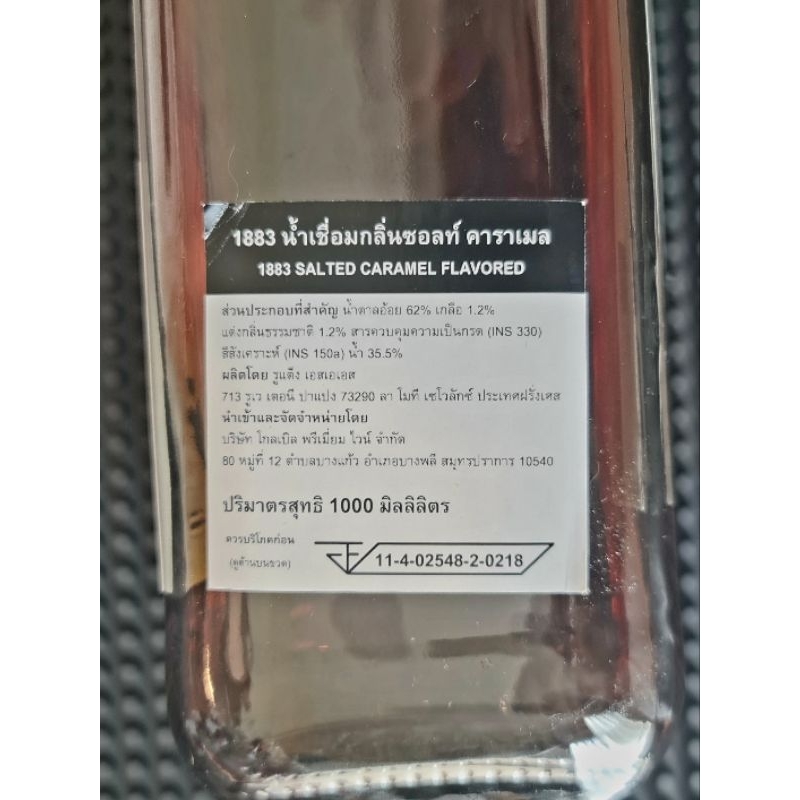 1883 น้ำเชื่อมกลิ่นซอลท์ คาราเมล
1883 SALTED CARAMEL FLAVORED
ส่วนประกอบที่สำคัญ น้ำตาลอ้อย 62% เกลือ 1.2%
แต่งกลิ่นธรรมชาติ 1.2% สารควบคุมความเป็นกรด (INS 330)
สีสังเคราะห์ (INS 150a) น้ำ 35.5%
ผลิตโดย รูแต็ง เอสเอเอส
713 รูเว เดอนี ปาแปง 73290 ลา โมที เซโวลักซ์ ประเทศฝรั่งเศส
นำเข้าและจัดจำหน่ายโดย
บริษัท โกลเบิล พรีเมี่ยม ไวน์ จำกัด
80 หมู่ที่ 12 ตำบลบางแก้ว อำเภอบางพลี สมุทรปราการ 10540
ปริมาตรสุทธิ 1000 มิลลิลิตร
ควรบริโภคก่อน
(ดูด้านบนขวด)
11-4-02548-2-0218